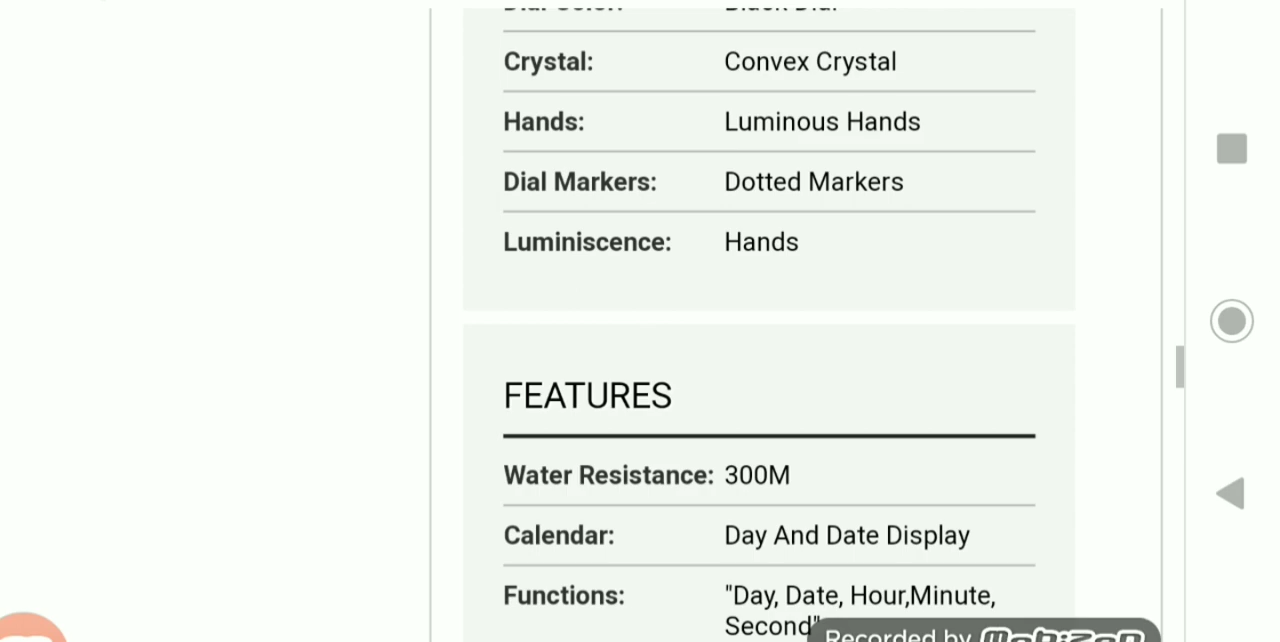 Crystal: Convex Crystal
Hands: Luminous Hands
Dial Markers: Dotted Markers
Luminiscence: Hands
FEATURES
Water Resistance: 300M
Calendar: Day And Date Display
Functions: "Day, Date, Hour,Minute,
Second"
Recorded by mobizen